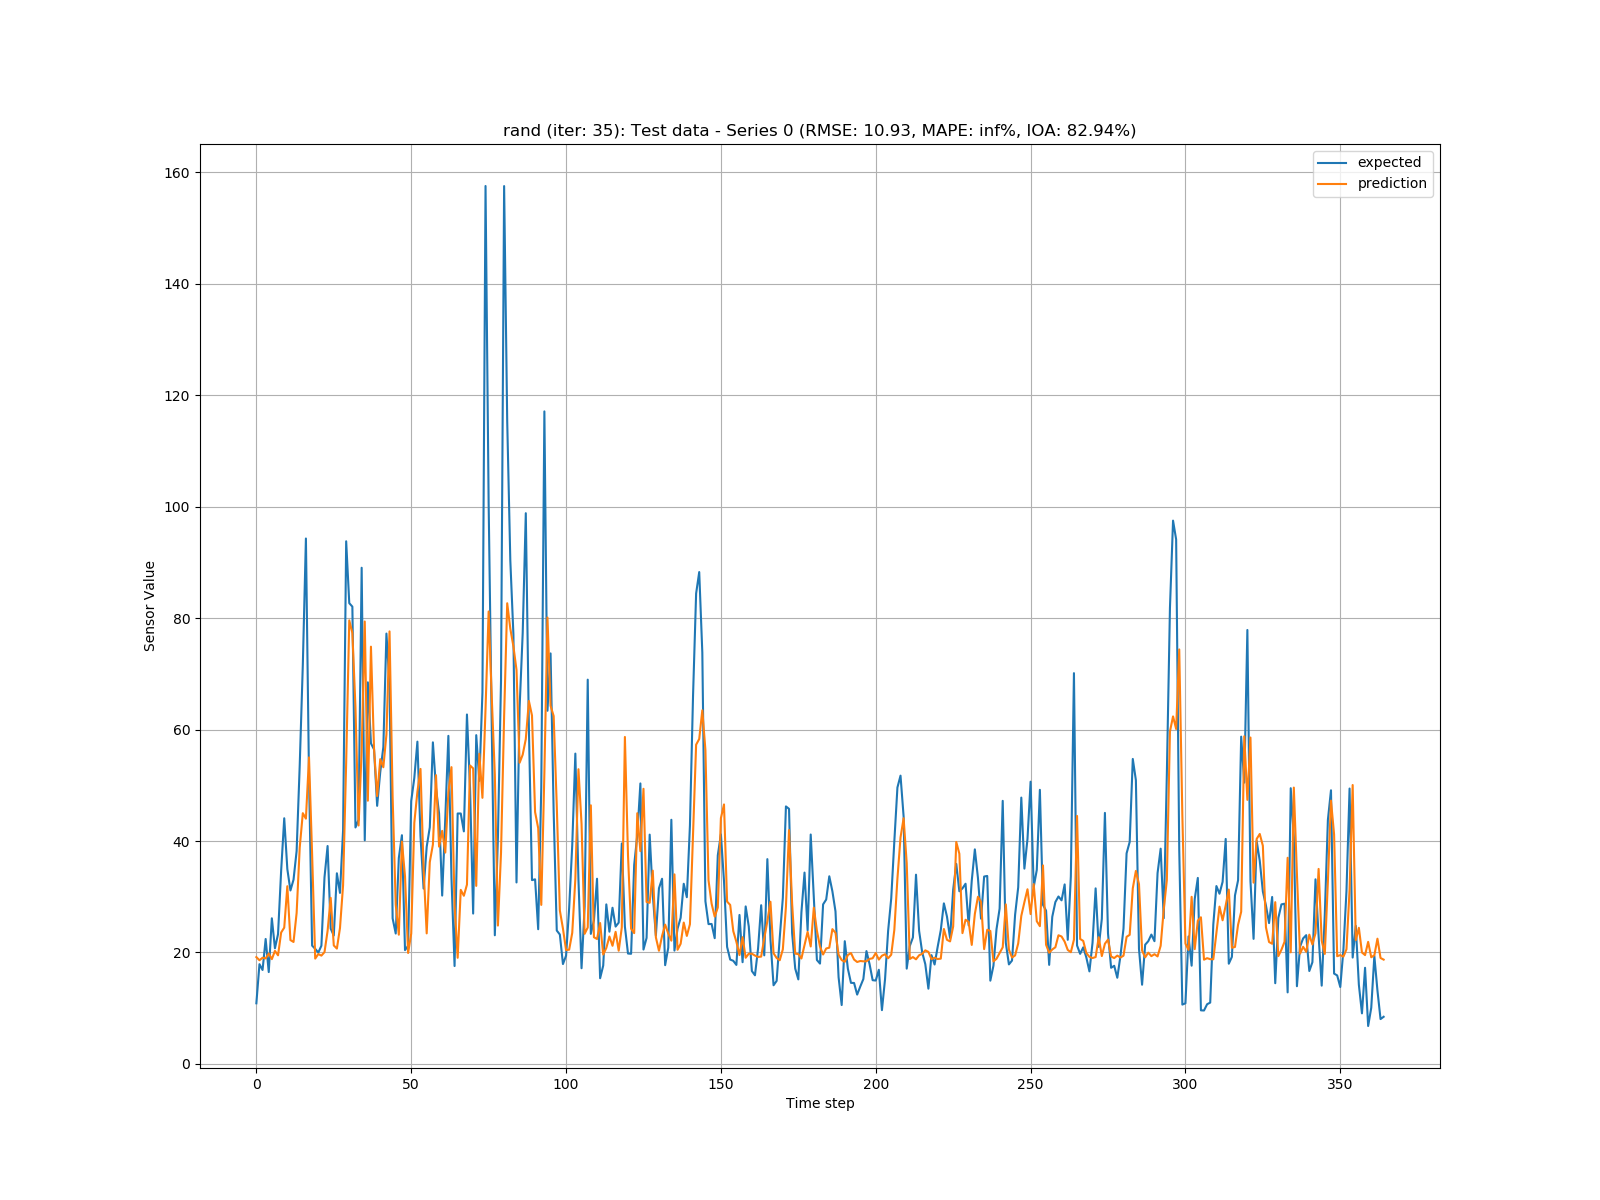 rand (iter: 35): Test data - Series 0 (RMSE: 10.93, MAPE: inf%, IOA: 82.94%)
expected
prediction
160
140
120
100
80
60
40
20
0
Sensor Value
0 50 100 150 200 250 300 350
Time step